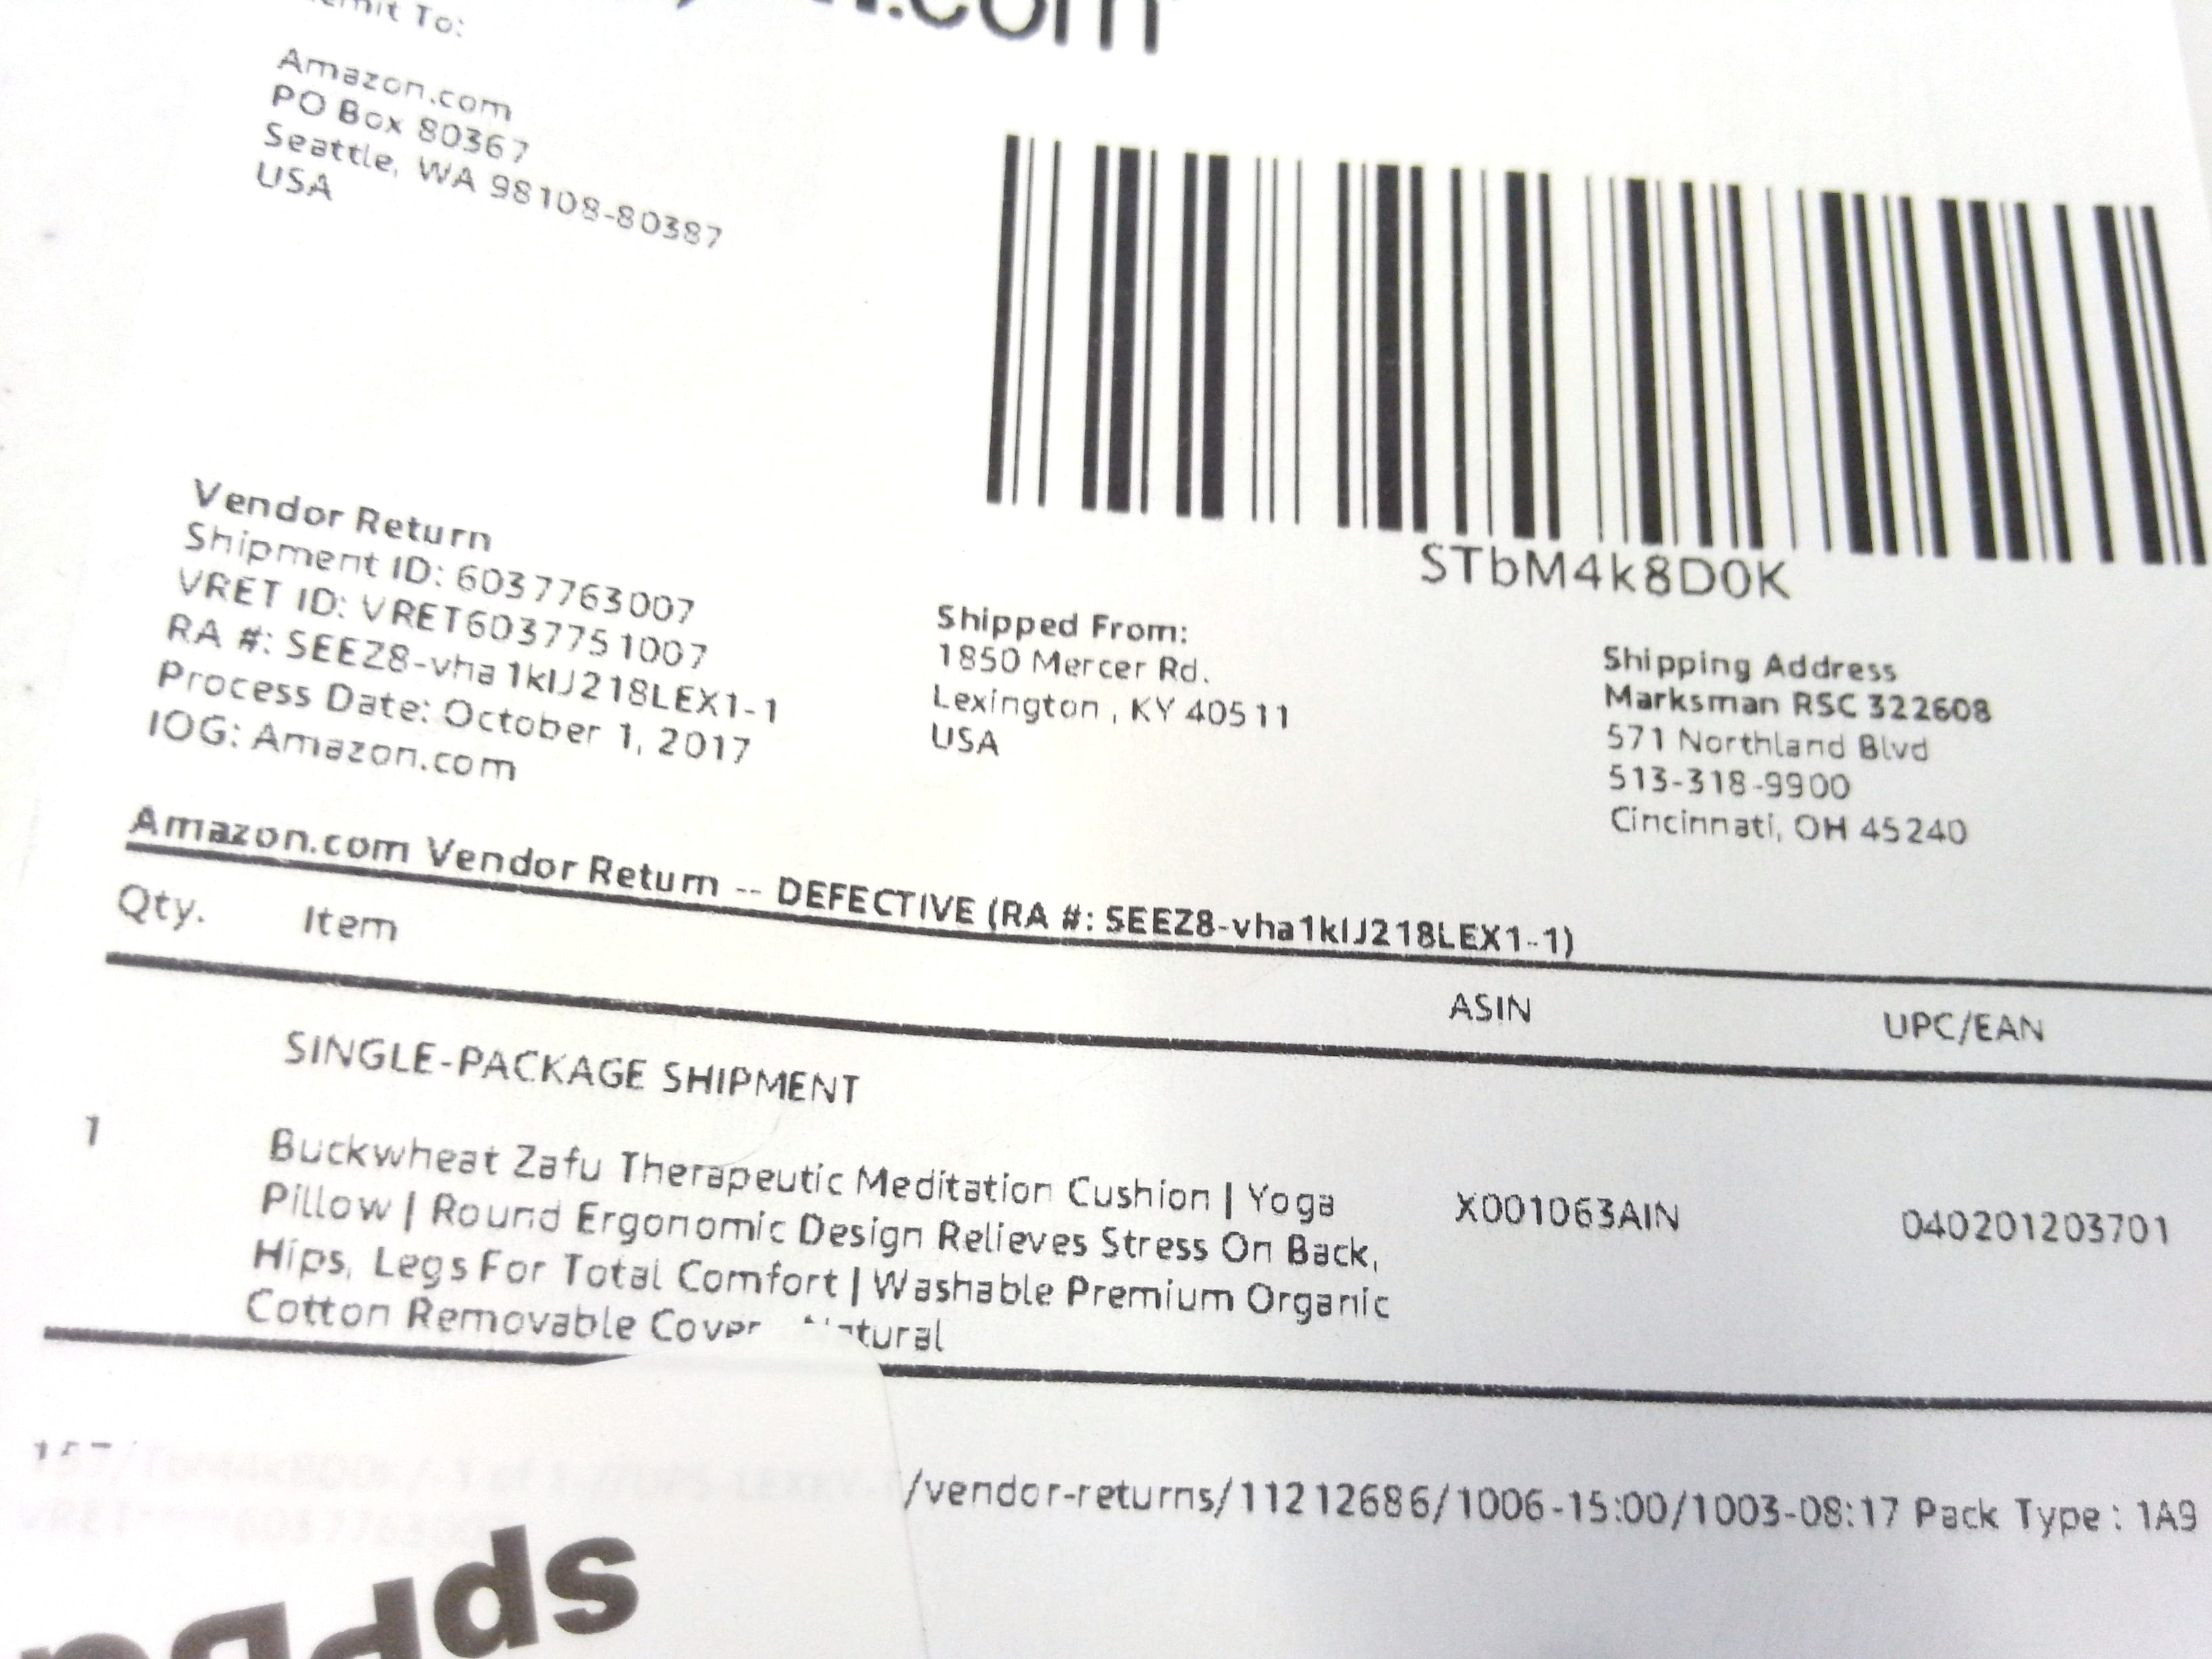 To:
Amazon.com
PO Box 80367
Seattle, WA 98108-80387
USA
STbM4k8D0K
Vendor Return
Shipment ID: 6037763007
VRET ID: VRET6037751007
RA #: SEEZ8-vha1kIJ218LEX1-1
Process Date: October 1, 2017
IOG: Amazon.com
Shipped From:
1850 Mercer Rd.
Lexington , KY 40511
USA
Shipping Address
Marksman RSC 322608
571 Northland Blvd
513-318-9900
Cincinnati, OH 45240
Amazon.com Vendor Return -- DEFECTIVE (RA #: SEEZ8-vha1kIJ218LEX1-1)
Qty. Item ASIN UPC/EAN
SINGLE-PACKAGE SHIPMENT
1 Buckwheat Zafu Therapeutic Meditation Cushion | Yoga X001063AIN 040201203701
Pillow | Round Ergonomic Design Relieves Stress On Back,
Hips, Legs For Total Comfort | Washable Premium Organic
Cotton Removable Cover Natural
/vendor-returns/11212686/1006-15:00/1003-08:17 Pack Type : 1A9